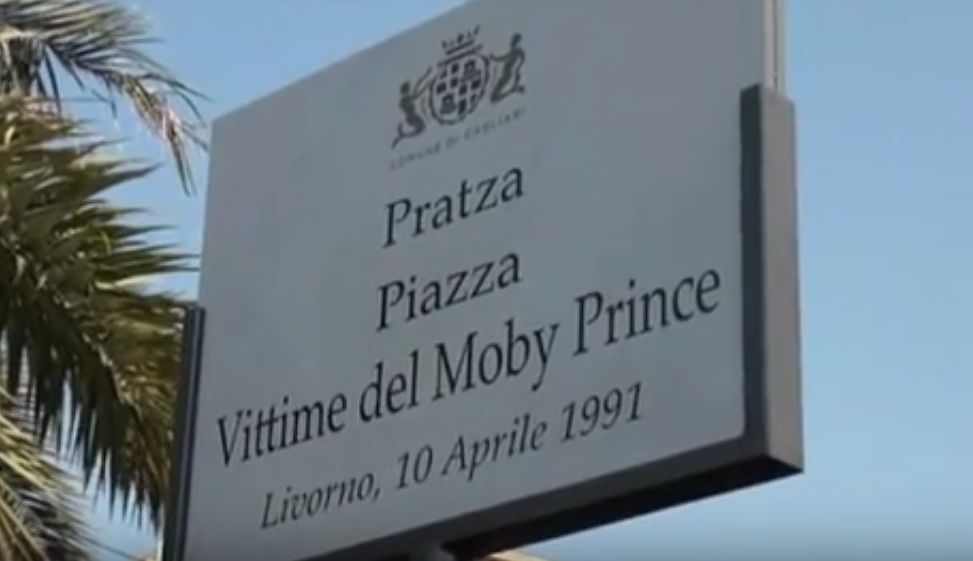 COMUNE DI CAGLIARI
Pratza
Piazza
Vittime del Moby Prince
Livorno, 10 Aprile 1991